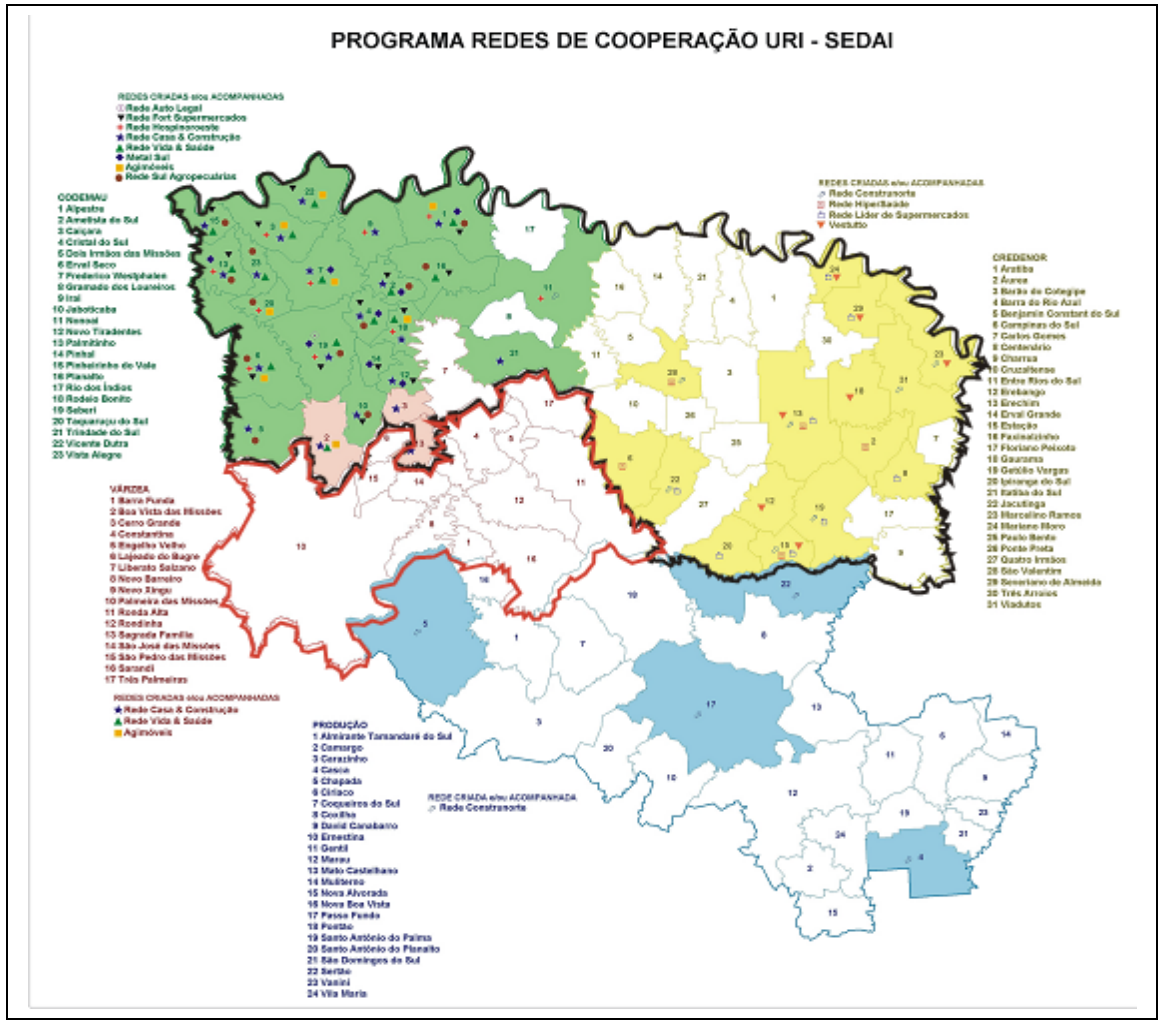 PROGRAMA REDES DE COOPERAÇÃO URI - SEDAI
REDES CRIADAS e/ou ACOMPANHADAS
Rede Auto Legal
Rede Fort Supermercados
Rede Hospinoroeste
Rede Casa & Construção
Rede Vida & Saúde
Metal Sul
Agimóveis
Rede Sul Agropecuárias
CODEMAU
1 Alpestre
2 Ametista do Sul
3 Caiçara
4 Cristal do Sul
5 Dois Irmãos das Missões
6 Erval Seco
7 Frederico Westphalen
8 Gramado dos Loureiros
9 Iraí
10 Jaboticaba
11 Nonoai
12 Novo Tiradentes
13 Palmitinho
14 Pinhal
15 Pinheirinho do Vale
16 Planalto
17 Rio dos Índios
18 Rodeio Bonito
19 Seberi
20 Taquaruçu do Sul
21 Trindade do Sul
22 Vicente Dutra
23 Vista Alegre
REDES CRIADAS e/ou ACOMPANHADAS
Rede Construnorte
Rede HiperSaúde
Rede Líder de Supermercados
Vestutto
CREDENOR
1 Aratiba
2 Áurea
3 Barão de Cotegipe
4 Barra do Rio Azul
5 Benjamin Constant do Sul
6 Campinas do Sul
7 Carlos Gomes
8 Centenário
9 Charrua
10 Cruzaltense
11 Entre Rios do Sul
12 Erebango
13 Erechim
14 Erval Grande
15 Estação
16 Faxinalzinho
17 Floriano Peixoto
18 Gaurama
19 Getúlio Vargas
20 Ipiranga do Sul
21 Itatiba do Sul
22 Jacutinga
23 Marcelino Ramos
24 Mariano Moro
25 Paulo Bento
26 Ponte Preta
27 Quatro Irmãos
28 São Valentim
29 Severiano de Almeida
30 Três Arroios
31 Viadutos
VÁRZEA
1 Barra Funda
2 Boa Vista das Missões
3 Cerro Grande
4 Constantina
5 Engelho Velho
6 Lajeado do Bugre
7 Liberato Salzano
8 Novo Barreiro
9 Novo Xingu
10 Palmeira das Missões
11 Ronda Alta
12 Rondinha
13 Sagrada Família
14 São José das Missões
15 São Pedro das Missões
16 Sarandi
17 Três Palmeiras
REDES CRIADAS e/ou ACOMPANHADAS
Rede Casa & Construção
Rede Vida & Saúde
Agimóveis
PRODUÇÃO
1 Almirante Tamandaré do Sul
2 Camargo
3 Carazinho
4 Casca
5 Chapada
6 Ciríaco
7 Coqueiros do Sul
8 Coxilha
9 David Canabarro
10 Ernestina
11 Gentil
12 Marau
13 Mato Castelhano
14 Muliterno
15 Nova Alvorada
16 Nova Boa Vista
17 Passo Fundo
18 Pontão
19 Santo Antônio do Palma
20 Santo Antônio do Planalto
21 São Domingos do Sul
22 Sertão
23 Vanini
24 Vila Maria
REDE CRIADA e/ou ACOMPANHADA
Rede Construnorte